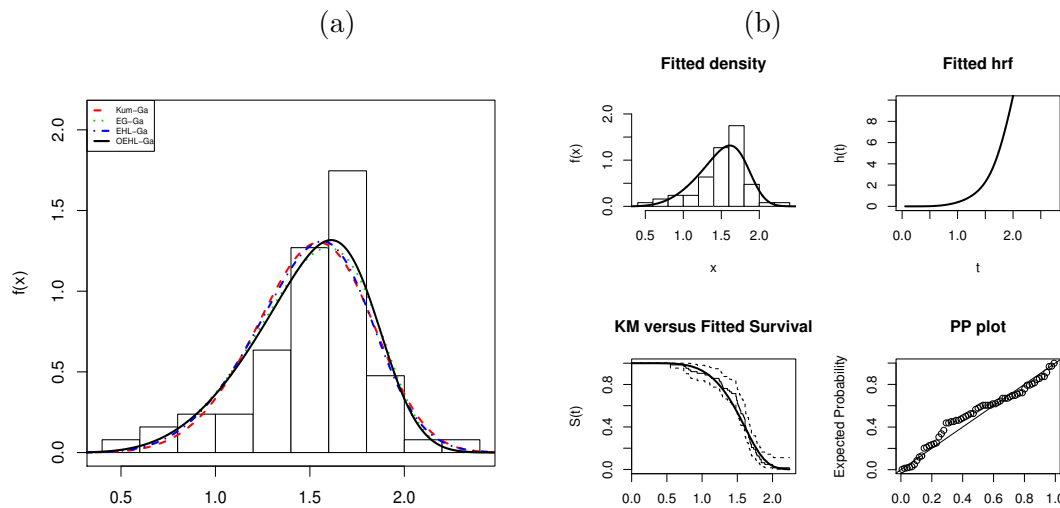 (a)
Kum-Ga
EG-Ga
EHL-Ga
OEHL-Ga
f(x)
0.0 0.5 1.0 1.5 2.0
0.5 1.0 1.5 2.0
(b)
Fitted density
f(x)
0.0 1.0 2.0
0.5 1.0 1.5 2.0
x
Fitted hrf
h(t)
0 2 4 6 8
0.0 1.0 2.0
t
KM versus Fitted Survival
S(t)
0.0 0.4 0.8
0.0 0.5 1.0 1.5 2.0
PP plot
Expected Probability
0.0 0.4 0.8
0.0 0.2 0.4 0.6 0.8 1.0